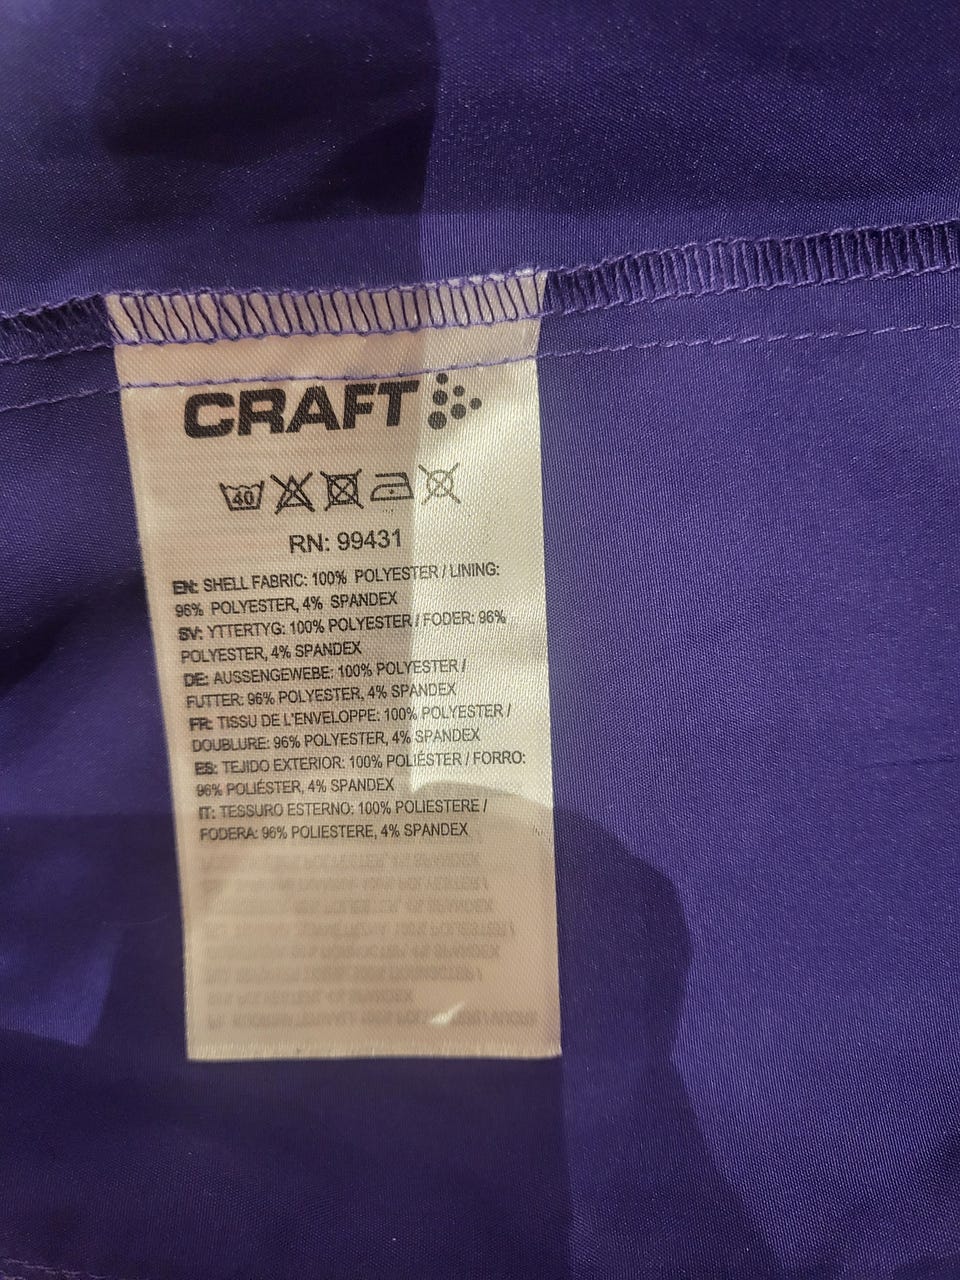 CRAFT
40
RN: 99431
EN: SHELL FABRIC: 100% POLYESTER / LINING:
96% POLYESTER, 4% SPANDEX
SV: YTTERTYG: 100% POLYESTER / FODER: 96%
POLYESTER, 4% SPANDEX
DE: AUSSENGEWEBE: 100% POLYESTER /
FUTTER: 96% POLYESTER, 4% SPANDEX
FR: TISSU DE L'ENVELOPPE: 100% POLYESTER /
DOUBLURE: 96% POLYESTER, 4% SPANDEX
ES: TEJIDO EXTERIOR: 100% POLIÉSTER / FORRO:
96% POLIÉSTER, 4% SPANDEX
IT: TESSURO ESTERNO: 100% POLIESTERE /
FODERA: 96% POLIESTERE, 4% SPANDEX